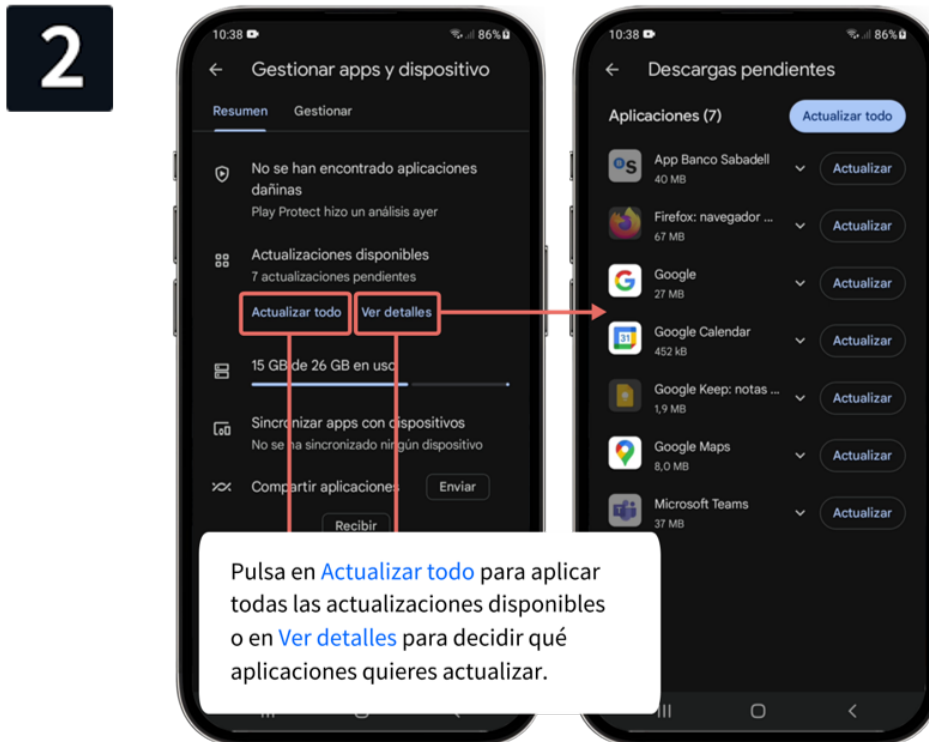 2
10:38 86%
Gestionar apps y dispositivo
Resumen Gestionar
No se han encontrado aplicaciones
dañinas
Play Protect hizo un análisis ayer
Actualizaciones disponibles
7 actualizaciones pendientes
Actualizar todo Ver detalles
15 GB de 26 GB en uso
Sincronizar apps con dispositivos
No se ha sincronizado ningún dispositivo
Compartir aplicaciones Enviar
Recibir
10:38 86%
Descargas pendientes
Aplicaciones (7) Actualizar todo
App Banco Sabadell
40 MB
Actualizar
Firefox: navegador ...
67 MB
Actualizar
Google
27 MB
Actualizar
Google Calendar
452 kB
Actualizar
Google Keep: notas ...
1,9 MB
Actualizar
Google Maps
8,0 MB
Actualizar
Microsoft Teams
37 MB
Actualizar
Pulsa en Actualizar todo para aplicar
todas las actualizaciones disponibles
o en Ver detalles para decidir qué
aplicaciones quieres actualizar.